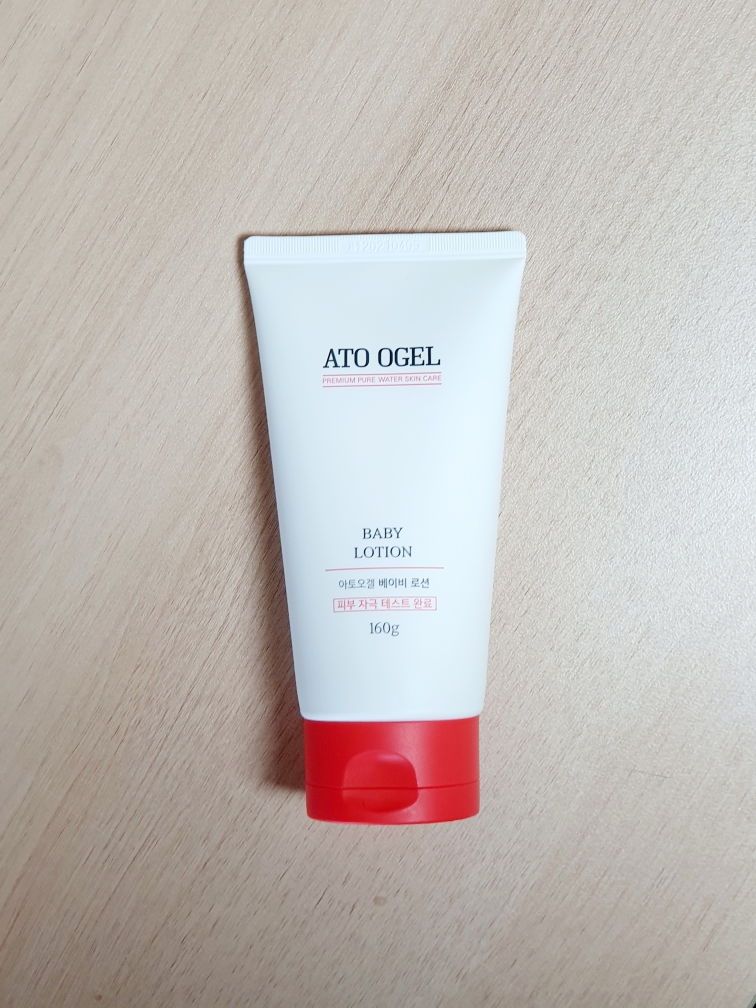 ATO OGEL
PREMIUM PURE WATER SKIN CARE
BABY
LOTION
아토오겔 베이비 로션
피부 자극 테스트 완료
160g